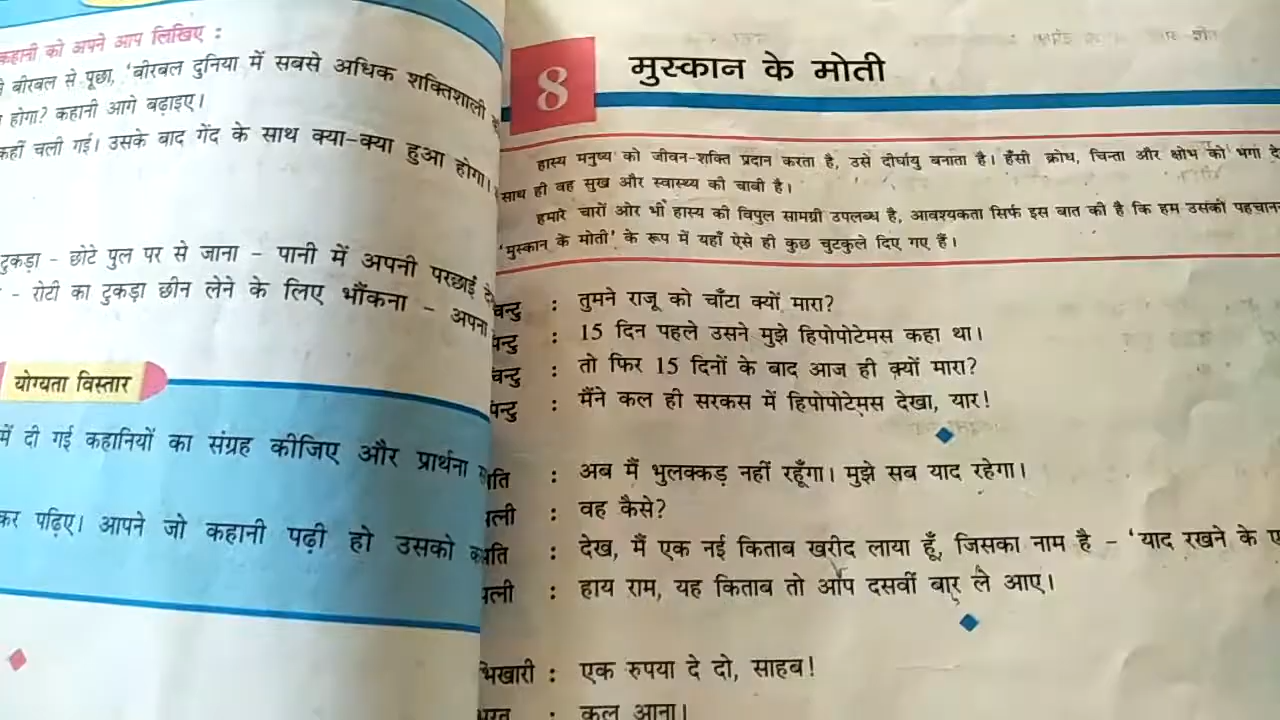 कहानी को अपने आप लिखिए :
बीरबल से पूछा, 'बीरबल दुनिया में सबसे अधिक शक्तिशाली
होगा? कहानी आगे बढ़ाइए।
कहीं चली गई। उसके बाद गेंद के साथ क्या-क्या हुआ होगा।
टुकड़ा - छोटे पुल पर से जाना - पानी में अपनी परछाई
- रोटी का टुकड़ा छीन लेने के लिए भौंकना - अपना
योग्यता विस्तार
में दी गई कहानियों का संग्रह कीजिए और प्रार्थना
कर पढ़िए। आपने जो कहानी पढ़ी हो उसको
8
मुस्कान के मोती
हास्य मनुष्य को जीवन-शक्ति प्रदान करता है, उसे दीर्घायु बनाता है। हँसी क्रोध, चिन्ता और क्षोभ को भगा
साथ ही वह सुख और स्वास्थ्य की चावी है।
हमारे चारों ओर भी हास्य की विपुल सामग्री उपलब्ध है, आवश्यकता सिर्फ इस बात की है कि हम उसको
'मुस्कान के मोती' के रूप में यहाँ ऐसे ही कुछ चुटकुले दिए गए हैं।
: तुमने राजू को चाँटा क्यों मारा?
: 15 दिन पहले उसने मुझे हिपोपोटेमस कहा था।
: तो फिर 15 दिनों के बाद आज ही क्यों मारा?
: मैंने कल ही सरकस में हिपोपोटेमस देखा, यार!
: अब मैं भुलक्कड़ नहीं रहूँगा। मुझे सब याद रहेगा।
: वह कैसे?
: देख, मैं एक नई किताब खरीद लाया हूँ, जिसका नाम है - 'याद रखने के
: हाय राम, यह किताब तो आप दसवीं बार ले आए।
भिखारी : एक रुपया दे दो, साहब!
: कल आना।